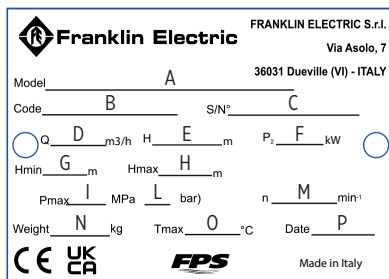 Franklin Electric
FRANKLIN ELECTRIC S.r.l.
Via Asolo, 7
36031 Dueville (VI) - ITALY
Model A
Code B S/N° C
Q D m3/h H E m P₂ F kW
Hmin G m Hmax H m
Pmax I MPa L bar) n M min⁻¹
Weight N kg Tmax O °C Date P
CE UK CA FPS Made in Italy